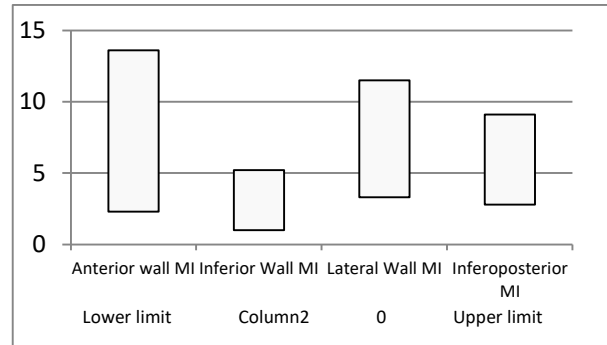 15
10
5
0
Anterior wall MI Inferior Wall MI Lateral Wall MI Inferoposterior
MI
Lower limit Column2 0 Upper limit